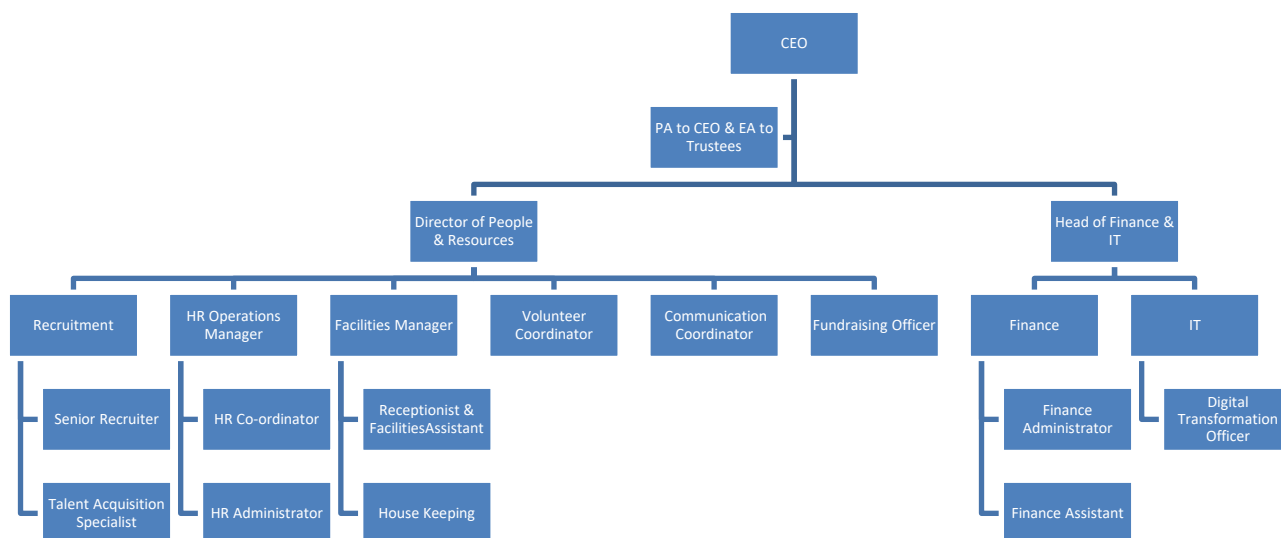 CEO
PA to CEO & EA to
Trustees
Director of People
& Resources
Head of Finance &
IT
Recruitment
HR Operations
Manager
Facilities Manager
Volunteer
Coordinator
Communication
Coordinator
Fundraising Officer
Finance
IT
Senior Recruiter
HR Co-ordinator
Receptionist &
FacilitiesAssistant
Finance
Administrator
Digital
Transformation
Officer
Talent Acquisition
Specialist
HR Administrator
House Keeping
Finance Assistant